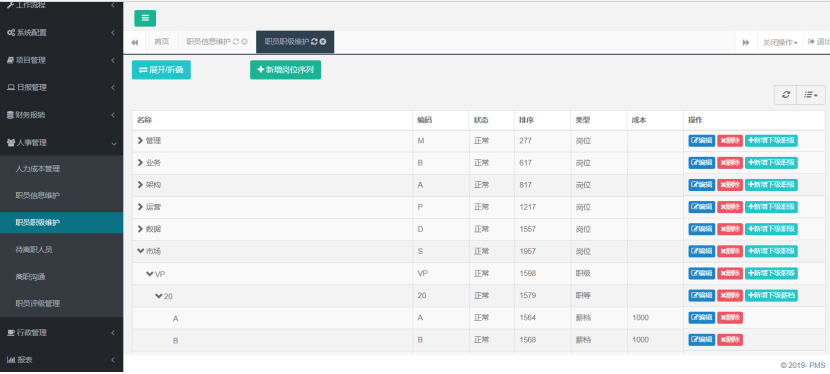 工作流程
系统配置
项目管理
日报管理
财务报销
人事管理
人力成本管理
职员信息维护
职员职级维护
待离职人员
离职沟通
职员评级管理
行政管理
报表
首页 职员信息维护 职员职级维护 关闭操作 退出
展开/折叠 新增岗位序列
名称 编码 状态 排序 类型 成本 操作
管理 M 正常 277 岗位 编辑 删除 新增下级职级
业务 B 正常 617 岗位 编辑 删除 新增下级职级
架构 A 正常 817 岗位 编辑 删除 新增下级职级
运营 P 正常 1217 岗位 编辑 删除 新增下级职级
数据 D 正常 1557 岗位 编辑 删除 新增下级职级
市场 S 正常 1957 岗位 编辑 删除 新增下级职级
VP VP 正常 1598 职级 编辑 删除 新增下级职等
20 20 正常 1579 职等 编辑 删除 新增下级薪档
A A 正常 1564 薪档 1000 编辑 删除
B B 正常 1568 薪档 1000 编辑 删除
© 2019- PMS